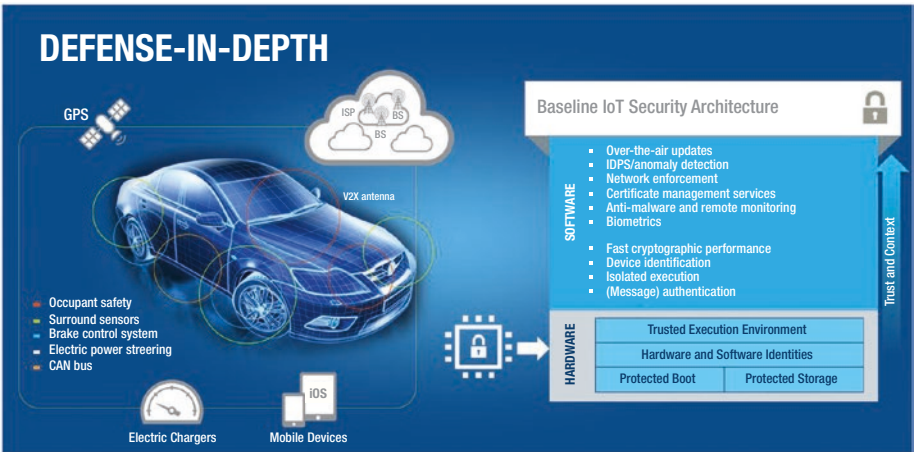 DEFENSE-IN-DEPTH
GPS
ISP
BS
BS
V2X antenna
Occupant safety
Surround sensors
Brake control system
Electric power streering
CAN bus
Electric Chargers
iOS
Mobile Devices
Baseline IoT Security Architecture
SOFTWARE
Over-the-air updates
IDPS/anomaly detection
Network enforcement
Certificate management services
Anti-malware and remote monitoring
Biometrics
Fast cryptographic performance
Device identification
Isolated execution
(Message) authentication
HARDWARE
Trusted Execution Environment
Hardware and Software Identities
Protected Boot
Protected Storage
Trust and Context